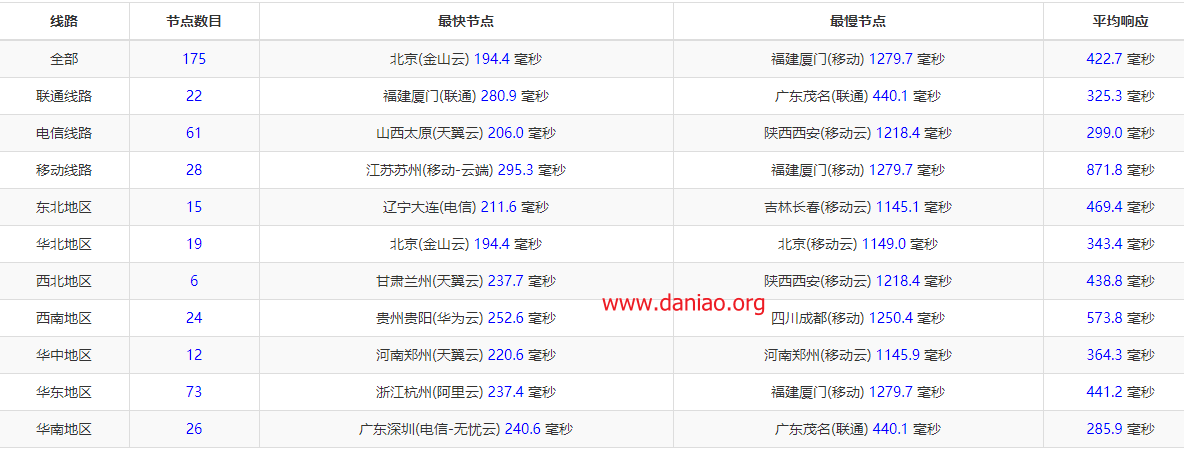 线路 节点数目 最快节点 最慢节点 平均响应
全部 175 北京(金山云) 194.4 毫秒 福建厦门(移动) 1279.7 毫秒 422.7 毫秒
联通线路 22 福建厦门(联通) 280.9 毫秒 广东茂名(联通) 440.1 毫秒 325.3 毫秒
电信线路 61 山西太原(天翼云) 206.0 毫秒 陕西西安(移动云) 1218.4 毫秒 299.0 毫秒
移动线路 28 江苏苏州(移动-云端) 295.3 毫秒 福建厦门(移动) 1279.7 毫秒 871.8 毫秒
东北地区 15 辽宁大连(电信) 211.6 毫秒 吉林长春(移动云) 1145.1 毫秒 469.4 毫秒
华北地区 19 北京(金山云) 194.4 毫秒 北京(移动云) 1149.0 毫秒 343.4 毫秒
西北地区 6 甘肃兰州(天翼云) 237.7 毫秒 陕西西安(移动云) 1218.4 毫秒 438.8 毫秒
www.daniao.org
西南地区 24 贵州贵阳(华为云) 252.6 毫秒 四川成都(移动) 1250.4 毫秒 573.8 毫秒
华中地区 12 河南郑州(天翼云) 220.6 毫秒 河南郑州(移动云) 1145.9 毫秒 364.3 毫秒
华东地区 73 浙江杭州(阿里云) 237.4 毫秒 福建厦门(移动) 1279.7 毫秒 441.2 毫秒
华南地区 26 广东深圳(电信-无忧云) 240.6 毫秒 广东茂名(联通) 440.1 毫秒 285.9 毫秒